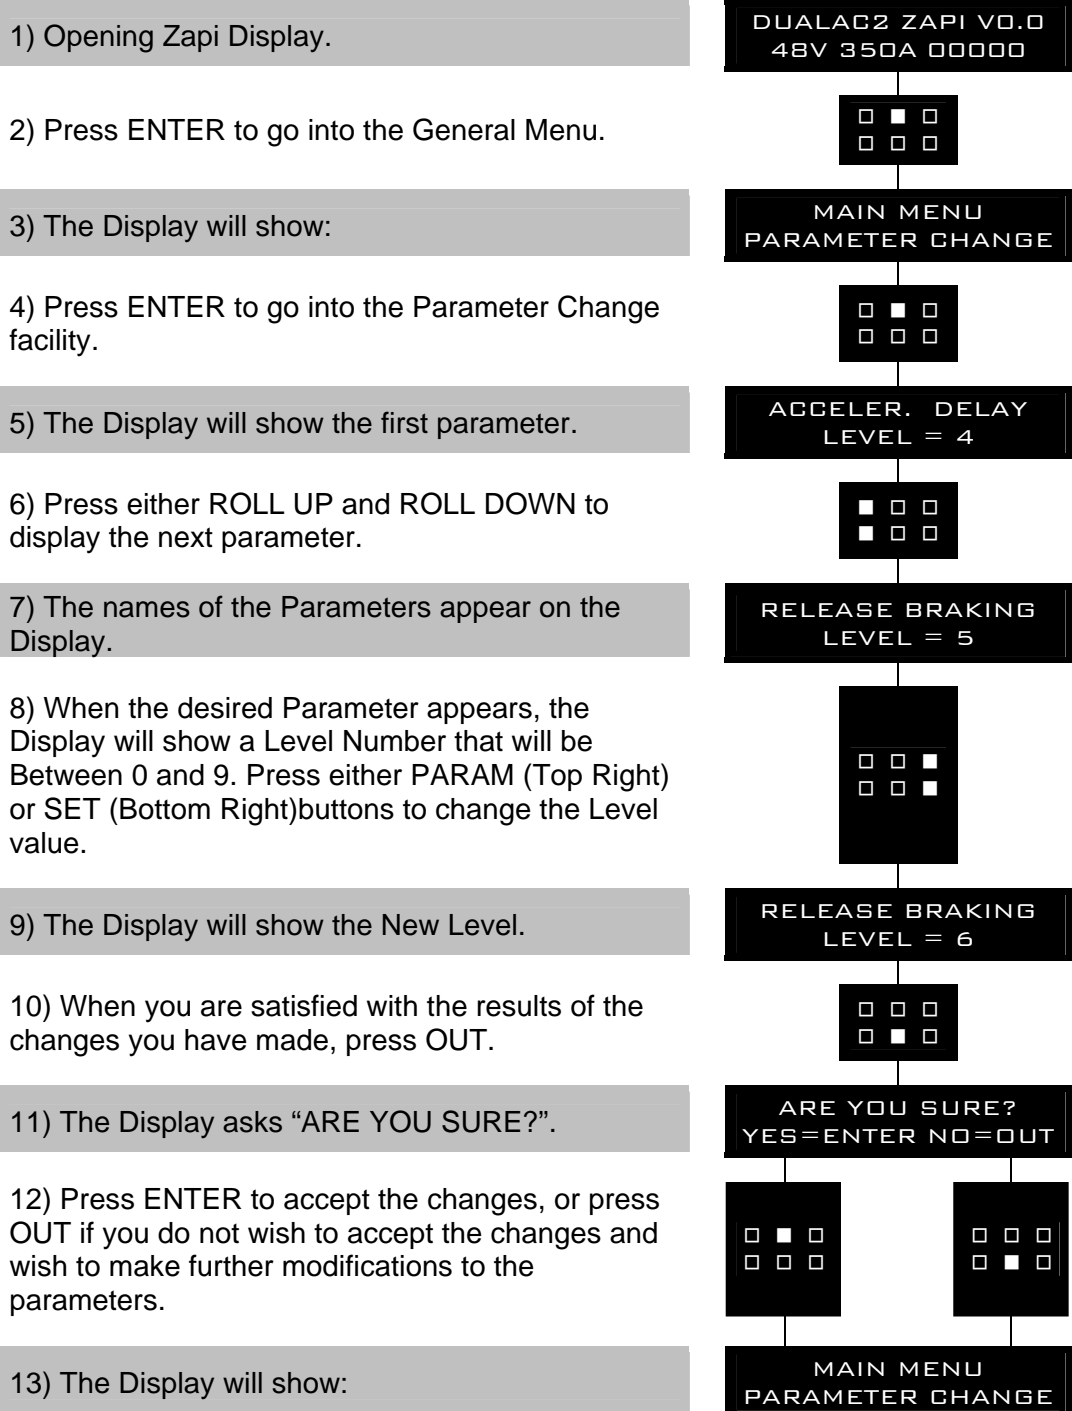 1) Opening Zapi Display.
DUALAC2 ZAPI V0.0
48V 350A 00000
2) Press ENTER to go into the General Menu.
3) The Display will show:
MAIN MENU
PARAMETER CHANGE
4) Press ENTER to go into the Parameter Change
facility.
5) The Display will show the first parameter.
ACCELER. DELAY
LEVEL = 4
6) Press either ROLL UP and ROLL DOWN to
display the next parameter.
7) The names of the Parameters appear on the
Display.
RELEASE BRAKING
LEVEL = 5
8) When the desired Parameter appears, the
Display will show a Level Number that will be
Between 0 and 9. Press either PARAM (Top Right)
or SET (Bottom Right)buttons to change the Level
value.
9) The Display will show the New Level.
RELEASE BRAKING
LEVEL = 6
10) When you are satisfied with the results of the
changes you have made, press OUT.
11) The Display asks “ARE YOU SURE?”.
ARE YOU SURE?
YES=ENTER NO=OUT
12) Press ENTER to accept the changes, or press
OUT if you do not wish to accept the changes and
wish to make further modifications to the
parameters.
13) The Display will show:
MAIN MENU
PARAMETER CHANGE